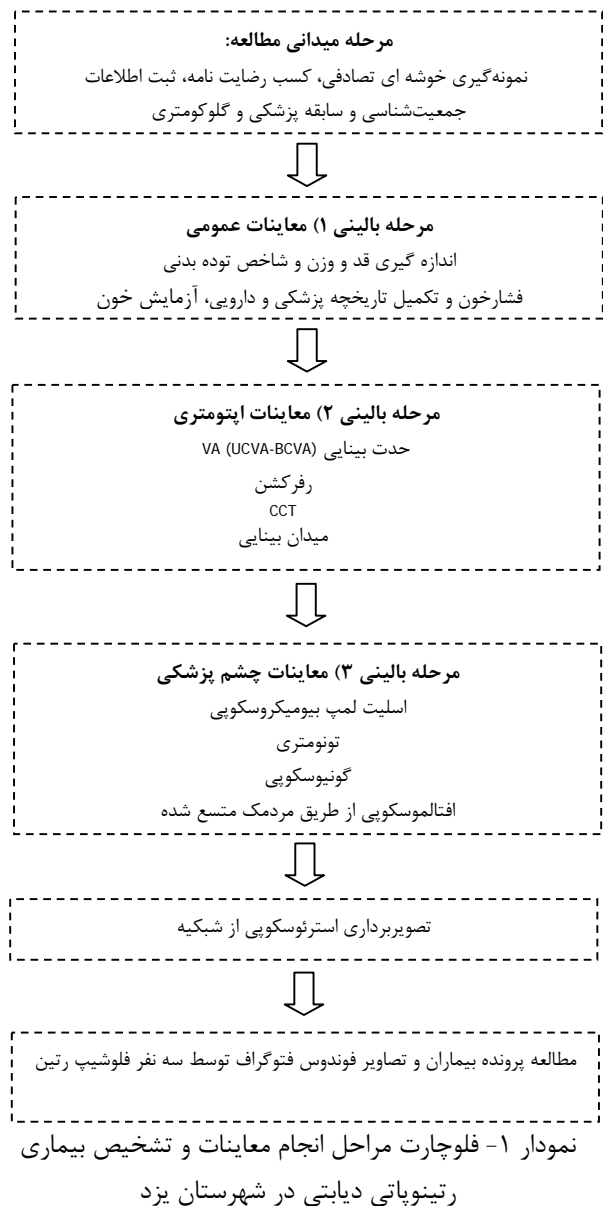 مرحله میدانی مطالعه:
نمونه‌گیری خوشه ای تصادفی، کسب رضایت نامه، ثبت اطلاعات
جمعیت‌شناسی و سابقه پزشکی و گلوکومتری
مرحله بالینی ۱) معاینات عمومی
اندازه گیری قد و وزن و شاخص توده بدنی
فشارخون و تکمیل تاریخچه پزشکی و دارویی، آزمایش خون
مرحله بالینی ۲) معاینات اپتومتری
حدت بینایی VA (UCVA-BCVA)
رفرکشن
CCT
میدان بینایی
مرحله بالینی ۳) معاینات چشم پزشکی
اسلیت لمپ بیومیکروسکوپی
تونومتری
گونیوسکوپی
افتالموسکوپی از طریق مردمک متسع شده
تصویربرداری استرئوسکوپی از شبکیه
مطالعه پرونده بیماران و تصاویر فوندوس فتوگراف توسط سه نفر فلوشیپ رتین
نمودار ۱- فلوچارت مراحل انجام معاینات و تشخیص بیماری
رتینوپاتی دیابتی در شهرستان یزد